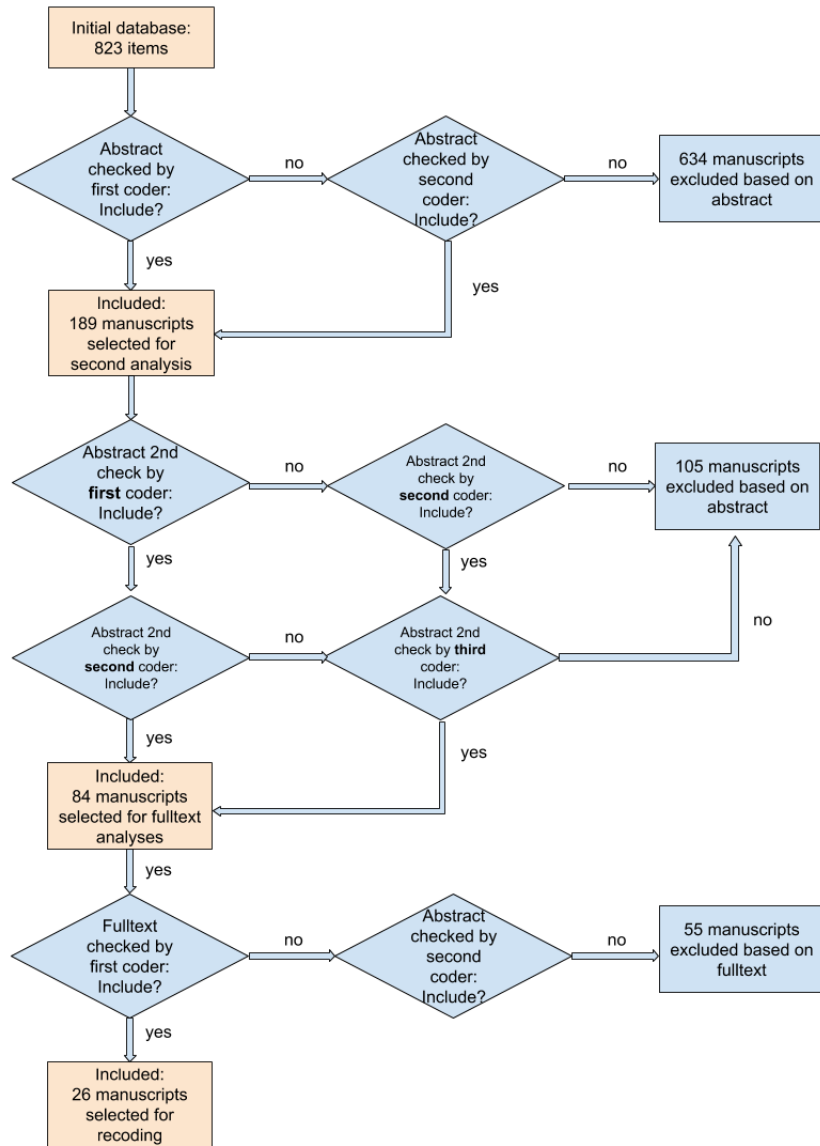 Initial database:
823 items
Abstract
checked by
first coder:
Include?
no
Abstract
checked by
second
coder:
Include?
no
634 manuscripts
excluded based on
abstract
yes
yes
Included:
189 manuscripts
selected for
second analysis
Abstract 2nd
check by
first coder:
Include?
no
Abstract 2nd
check by
second coder:
Include?
no
105 manuscripts
excluded based on
abstract
yes
yes
Abstract 2nd
check by
second coder:
Include?
no
Abstract 2nd
check by third
coder:
Include?
no
yes
yes
Included:
84 manuscripts
selected for fulltext
analyses
yes
Fulltext
checked by
first coder:
Include?
no
Abstract
checked by
second
coder:
Include?
no
55 manuscripts
excluded based on
fulltext
yes
Included:
26 manuscripts
selected for
recoding